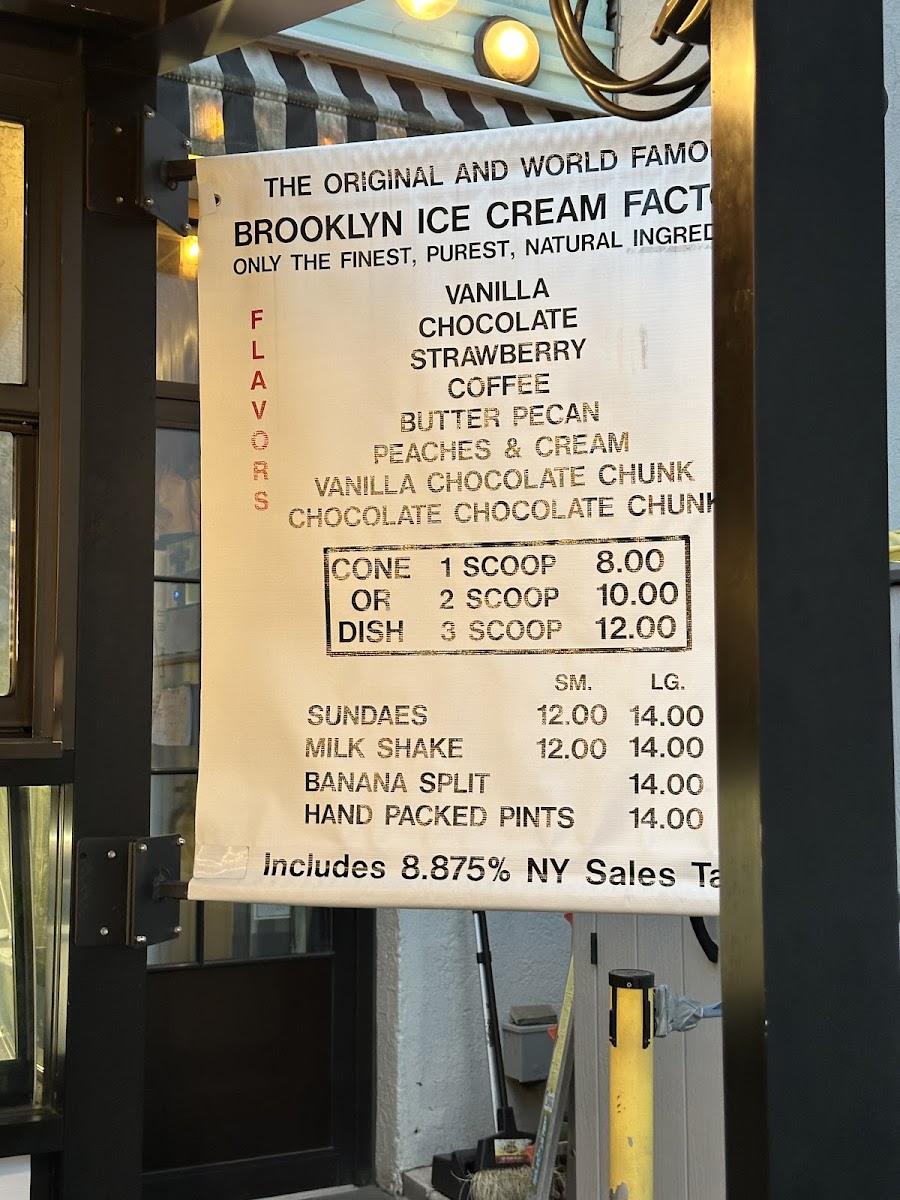 THE ORIGINAL AND WORLD FAMO
BROOKLYN ICE CREAM FACT
ONLY THE FINEST, PUREST, NATURAL INGRED
FLAVORS
VANILLA
CHOCOLATE
STRAWBERRY
COFFEE
BUTTER PECAN
PEACHES & CREAM
VANILLA CHOCOLATE CHUNK
CHOCOLATE CHOCOLATE CHUNK
CONE 1 SCOOP 8.00
OR 2 SCOOP 10.00
DISH 3 SCOOP 12.00
SM. LG.
SUNDAES 12.00 14.00
MILK SHAKE 12.00 14.00
BANANA SPLIT 14.00
HAND PACKED PINTS 14.00
Includes 8.875% NY Sales Ta